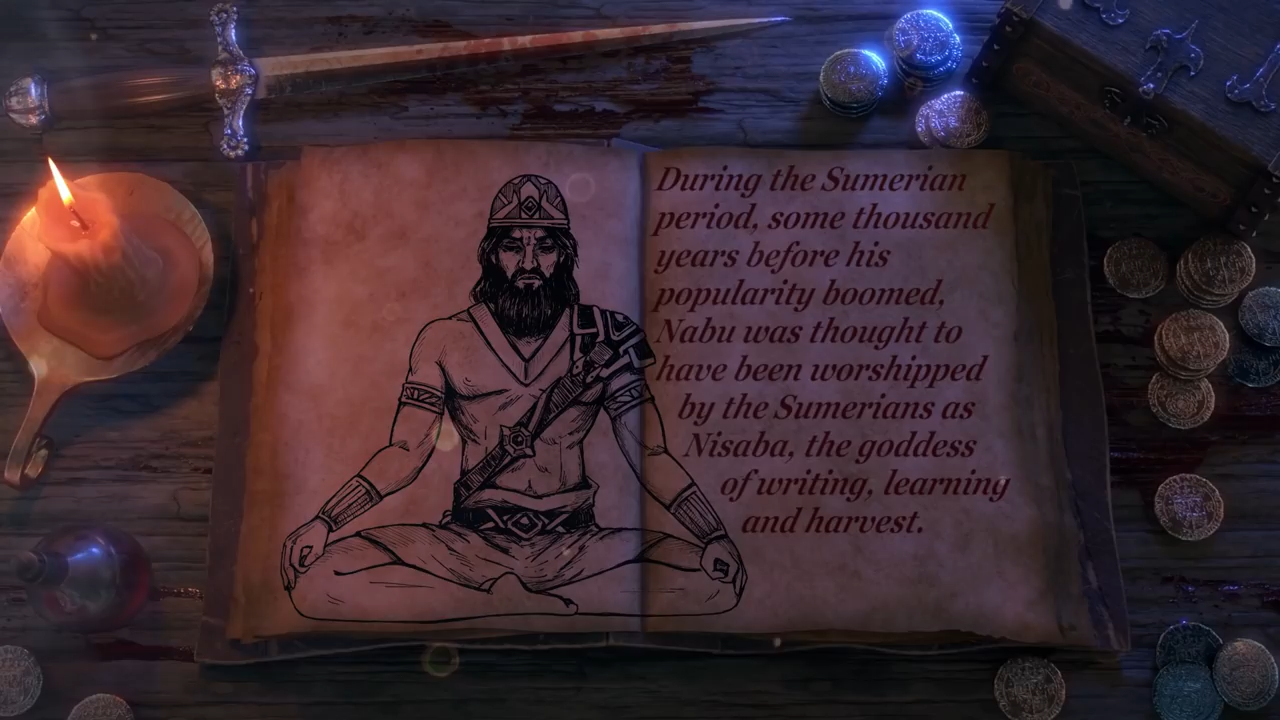 During the Sumerian
period, some thousand
years before his
popularity boomed,
Nabu was thought to
have been worshipped
by the Sumerians as
Nisaba, the goddess
of writing, learning
and harvest.